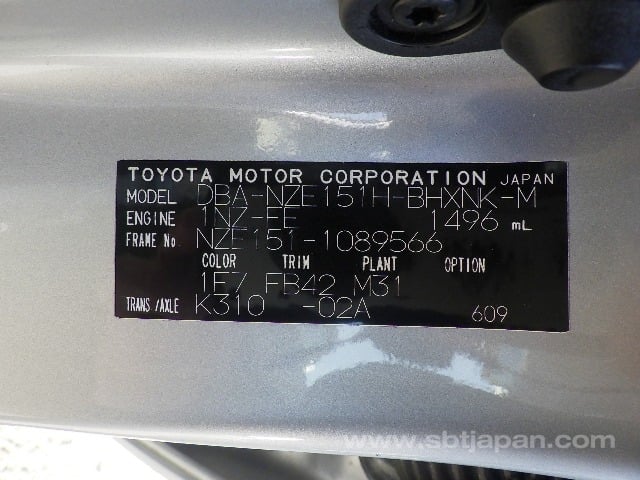 TOYOTA MOTOR CORPORATION JAPAN
MODEL DBA-NZE151H-BHXNK-M
ENGINE 1NZ-FE 1496 mL
FRAME No. NZE151-1089566
COLOR TRIM PLANT OPTION
1F7 FB42 M31
TRANS/AXLE K310 -02A 609
www.sbtjapan.com